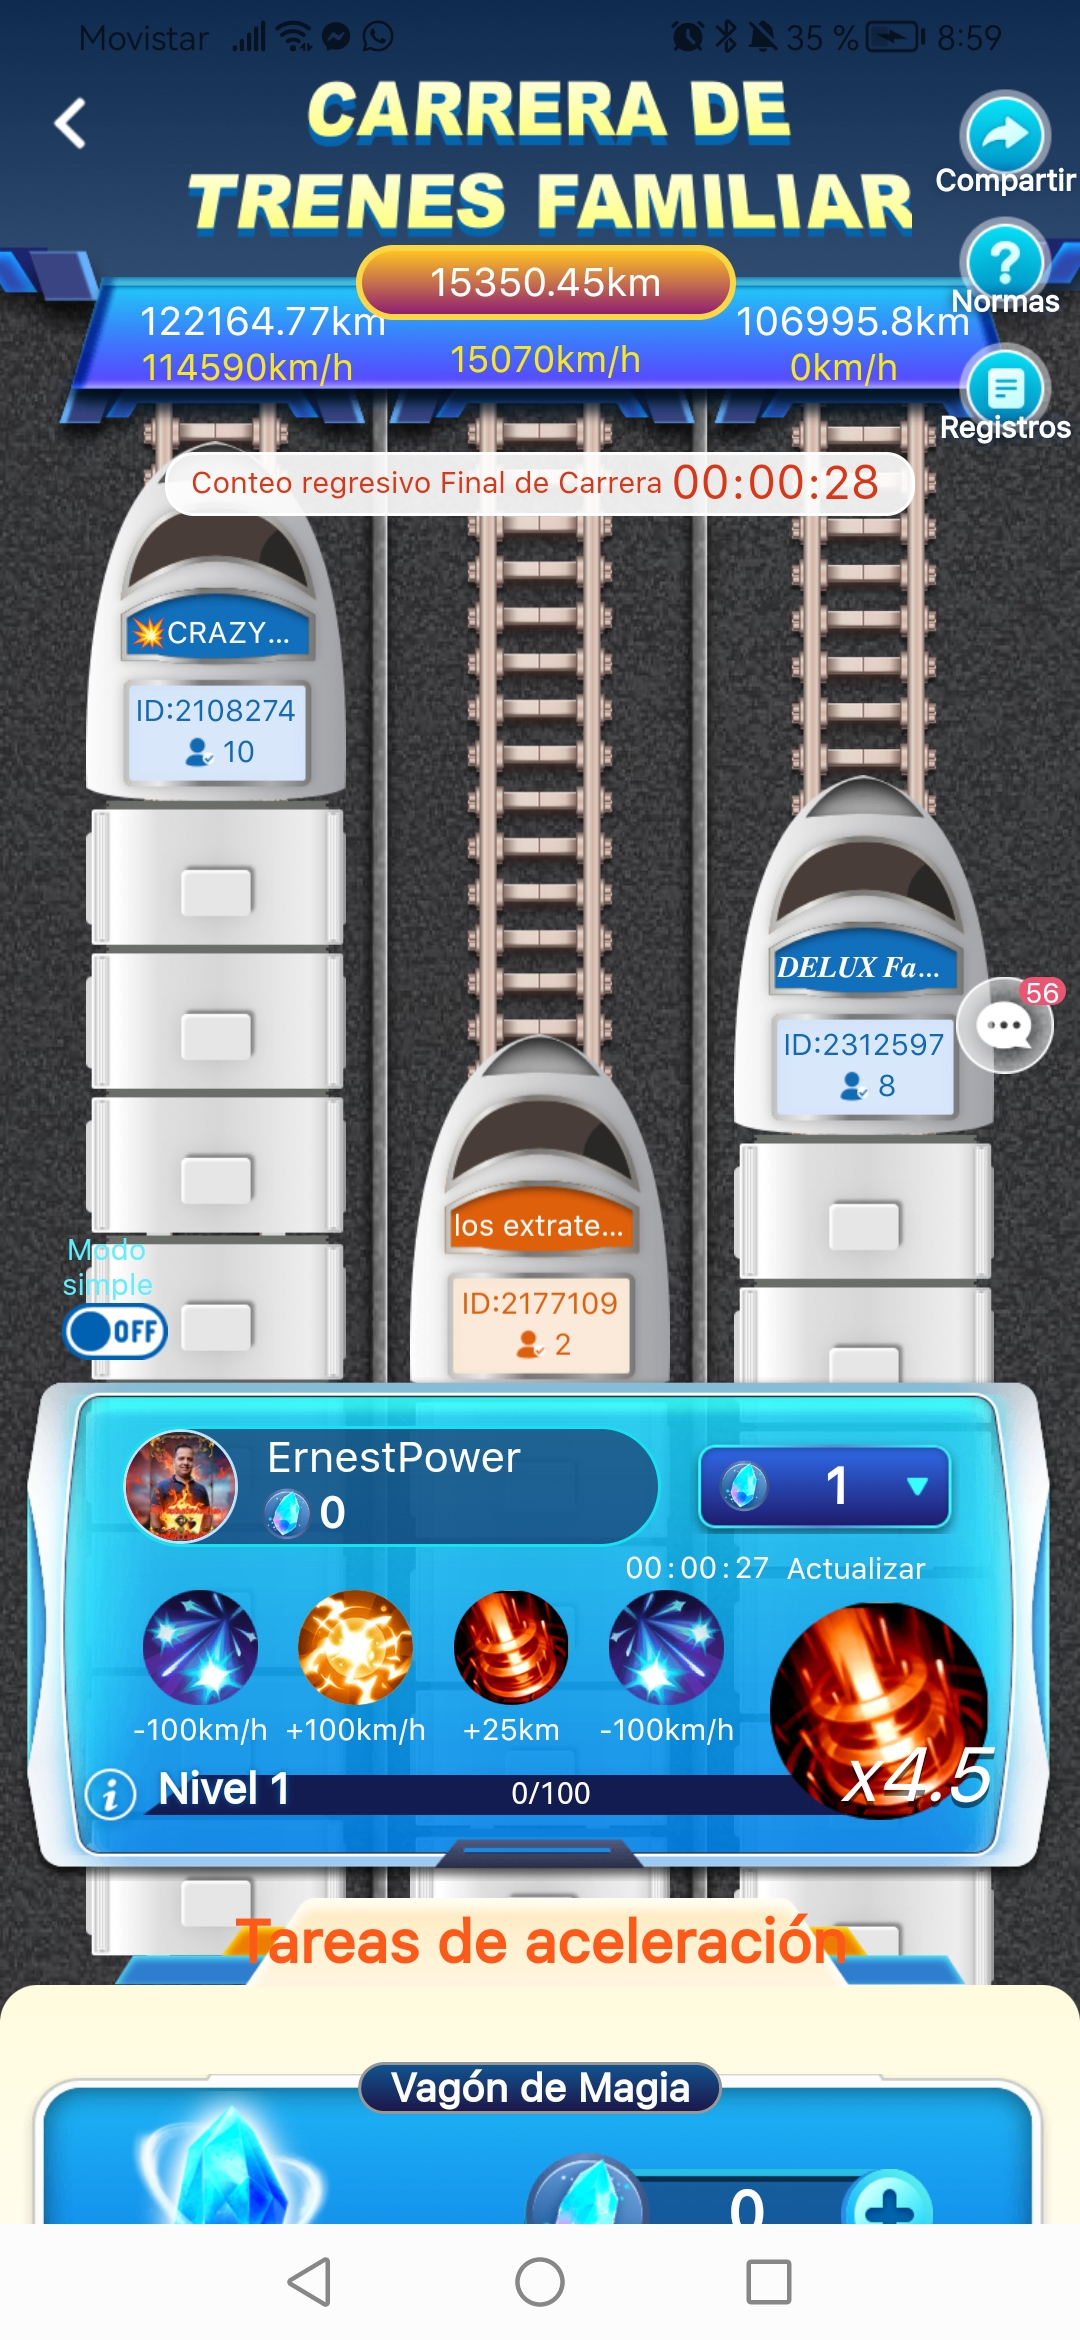 Movistar 35 % 8:59
CARRERA DE
TRENES FAMILIAR
Compartir
15350.45km
Normas
122164.77km 106995.8km
114590km/h 15070km/h 0km/h
Registros
Conteo regresivo Final de Carrera 00:00:28
💥CRAZY...
ID:2108274
10
DELUX Fa...
56
ID:2312597
8
los extrate...
Modo
simple
OFF
ID:2177109
2
ErnestPower
0
1
00:00:27 Actualizar
-100km/h +100km/h +25km -100km/h
x4.5
Nivel 1 0/100
Tareas de aceleración
Vagón de Magia
0